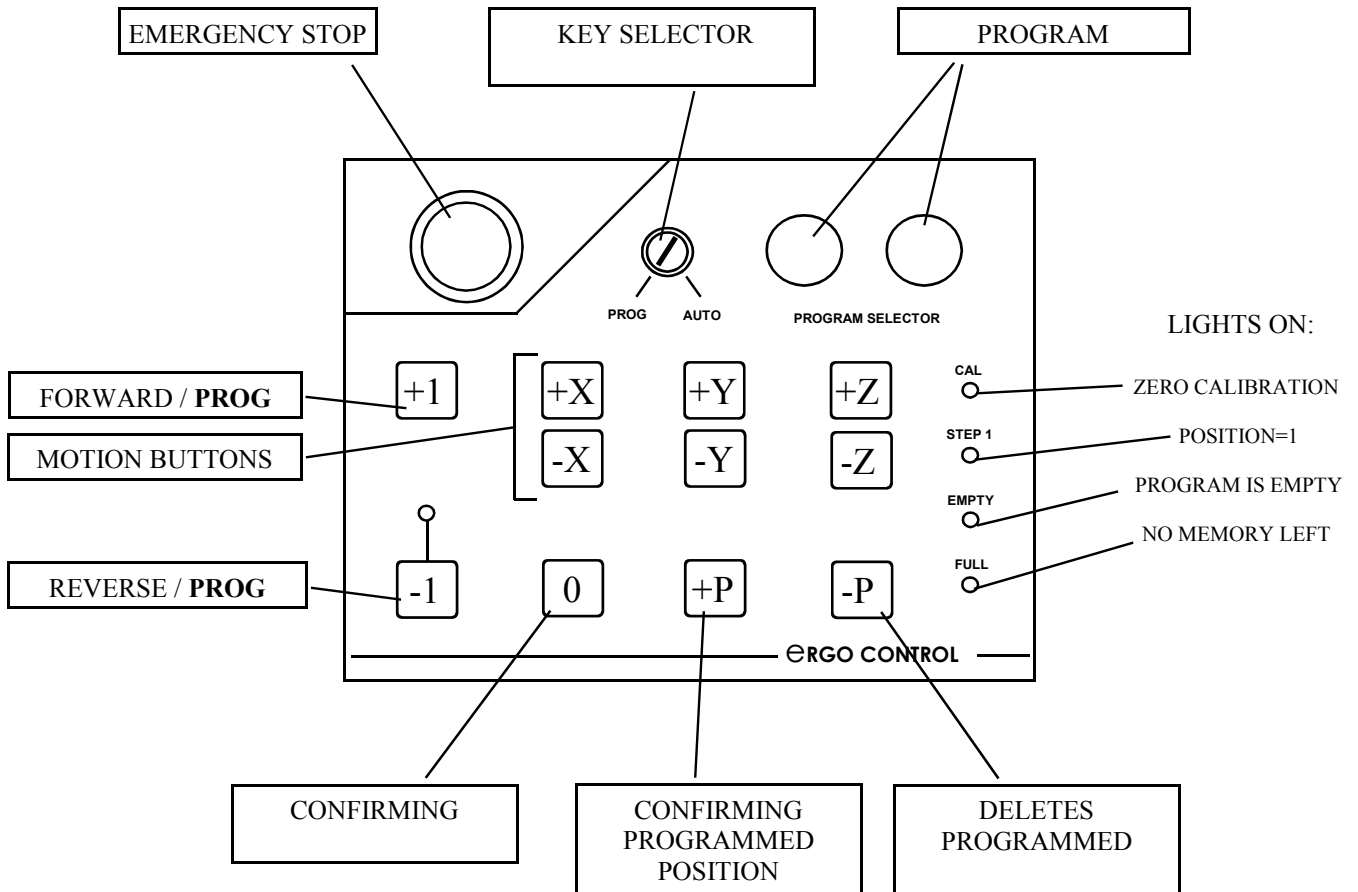 EMERGENCY STOP
KEY SELECTOR
PROGRAM
PROG
AUTO
PROGRAM SELECTOR
LIGHTS ON:
FORWARD / PROG
MOTION BUTTONS
+1
+X
+Y
+Z
CAL
ZERO CALIBRATION
-X
-Y
-Z
STEP 1
POSITION=1
EMPTY
PROGRAM IS EMPTY
FULL
NO MEMORY LEFT
REVERSE / PROG
-1
0
+P
-P
eRGO CONTROL
CONFIRMING
CONFIRMING
PROGRAMMED
POSITION
DELETES
PROGRAMMED